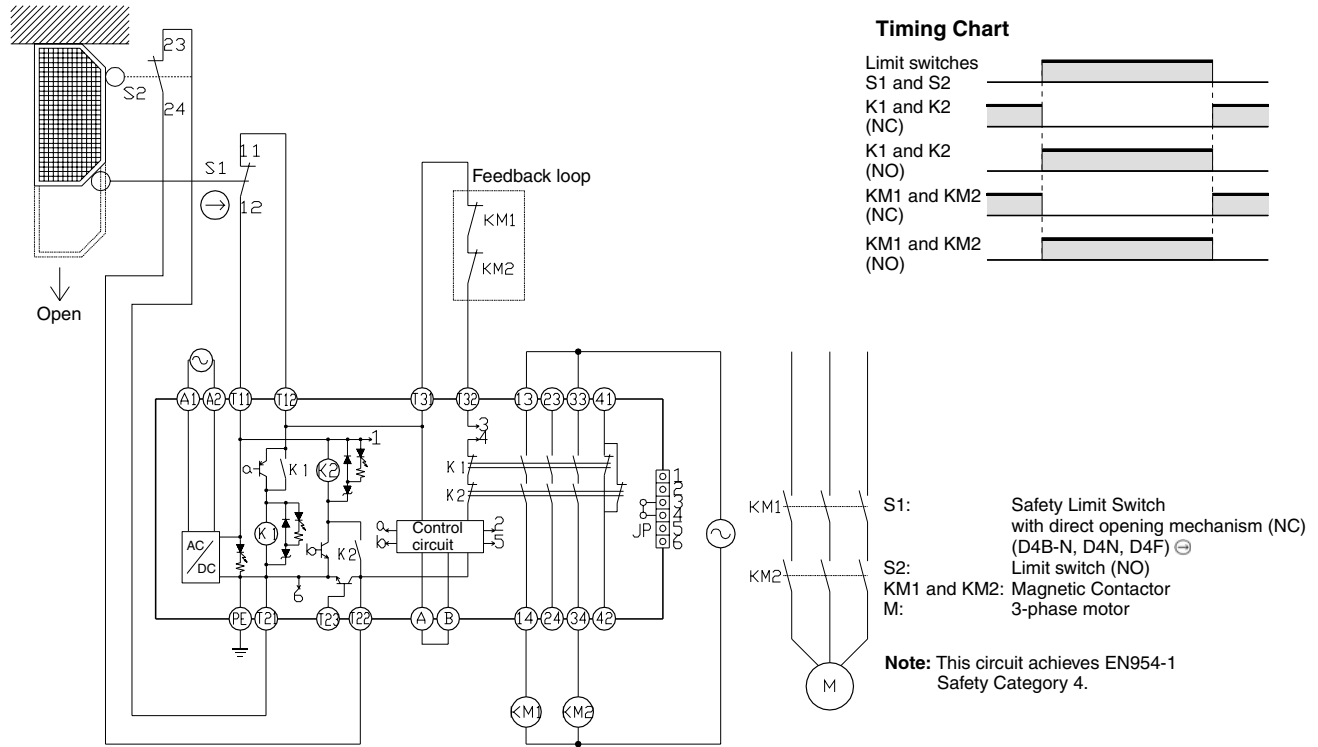 Timing Chart
Limit switches
S1 and S2
K1 and K2
(NC)
K1 and K2
(NO)
KM1 and KM2
(NC)
KM1 and KM2
(NO)
23
S2
24
11
S1
12
Feedback loop
KM1
KM2
Open
A1 A2 T11 T12 T31 T32 13 23 33 41
1
3
4
a K1 K2
K1
K2
K1
b K2
a Control circuit 2
b 5
AC/DC
6
1
2
3
4
JP 5
6
PE T21 T23 T22 A B 14 24 34 42
KM1 KM2
KM1
KM2
M
S1: Safety Limit Switch
with direct opening mechanism (NC)
(D4B-N, D4N, D4F)
S2: Limit switch (NO)
KM1 and KM2: Magnetic Contactor
M: 3-phase motor
Note: This circuit achieves EN954-1
Safety Category 4.